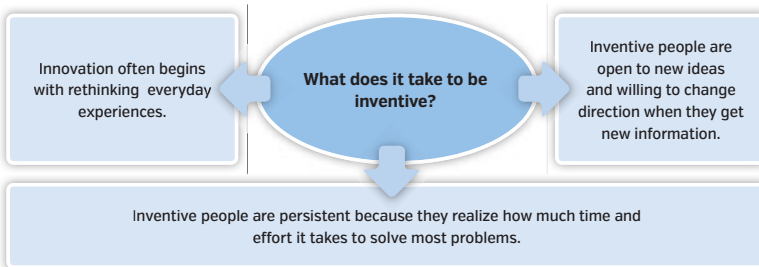 What does it take to be
inventive?
Innovation often begins
with rethinking everyday
experiences.
Inventive people are
open to new ideas
and willing to change
direction when they get
new information.
Inventive people are persistent because they realize how much time and
effort it takes to solve most problems.